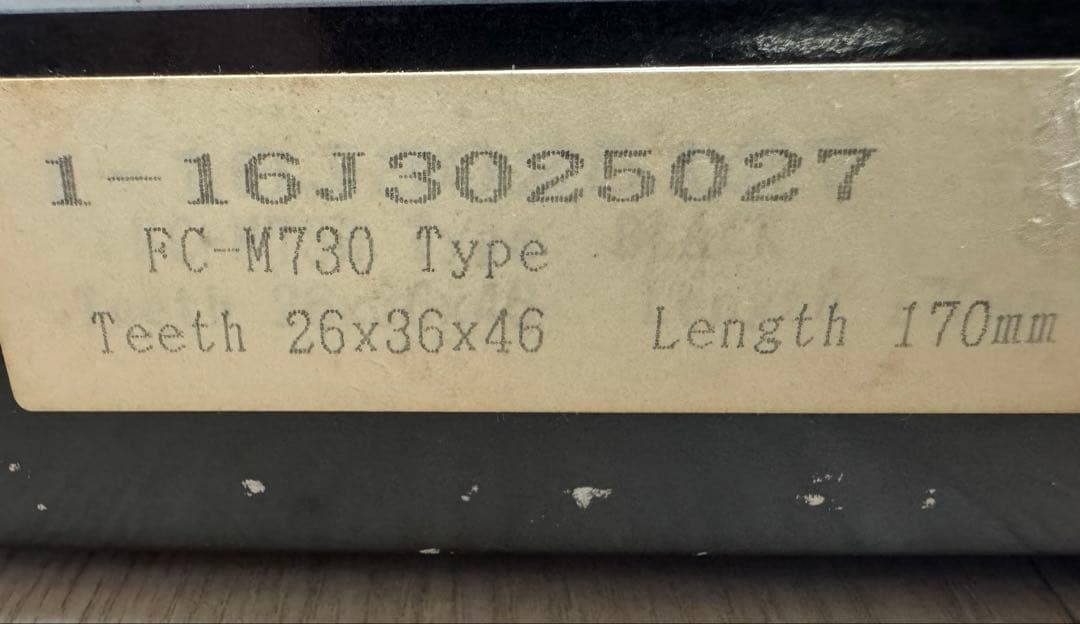 1-16J3025027
FC-M730 Type
Teeth 26x36x46 Length 170mm